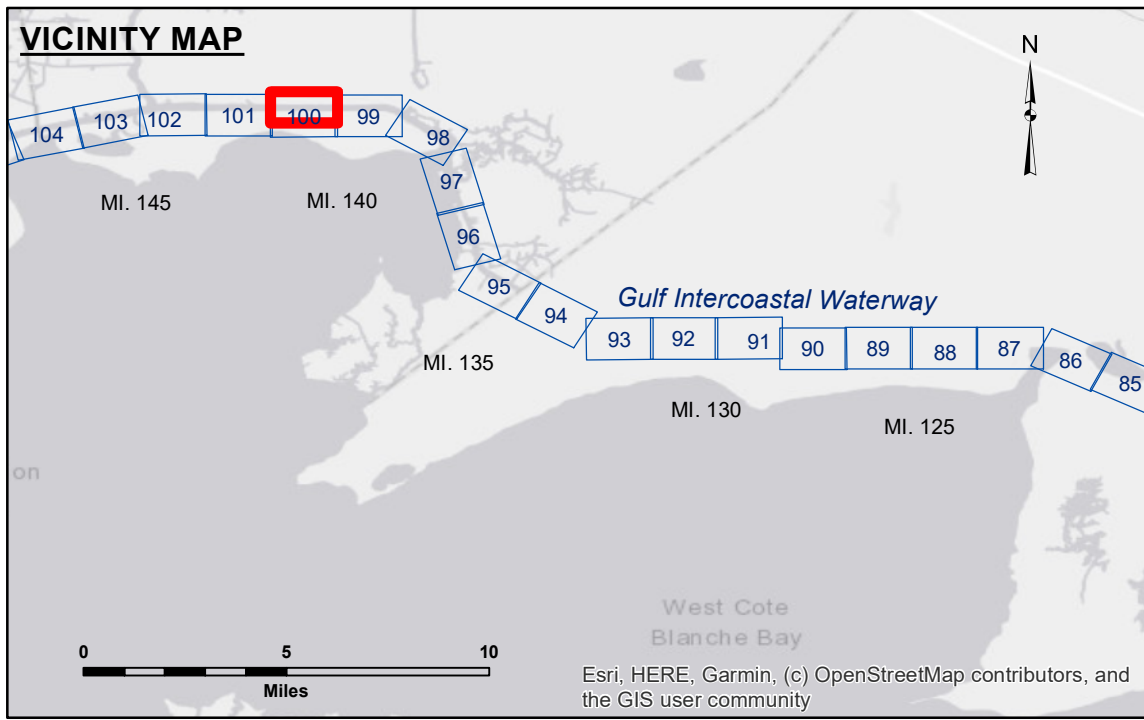 VICINITY MAP
N
104
103
102
101
100
99
98
97
96
95
94
93
92
91
90
89
88
87
86
85
MI. 145
MI. 140
MI. 135
MI. 130
MI. 125
Gulf Intercoastal Waterway
on
West Cote
Blanche Bay
0 5 10
Miles
Esri, HERE, Garmin, (c) OpenStreetMap contributors, and
the GIS user community